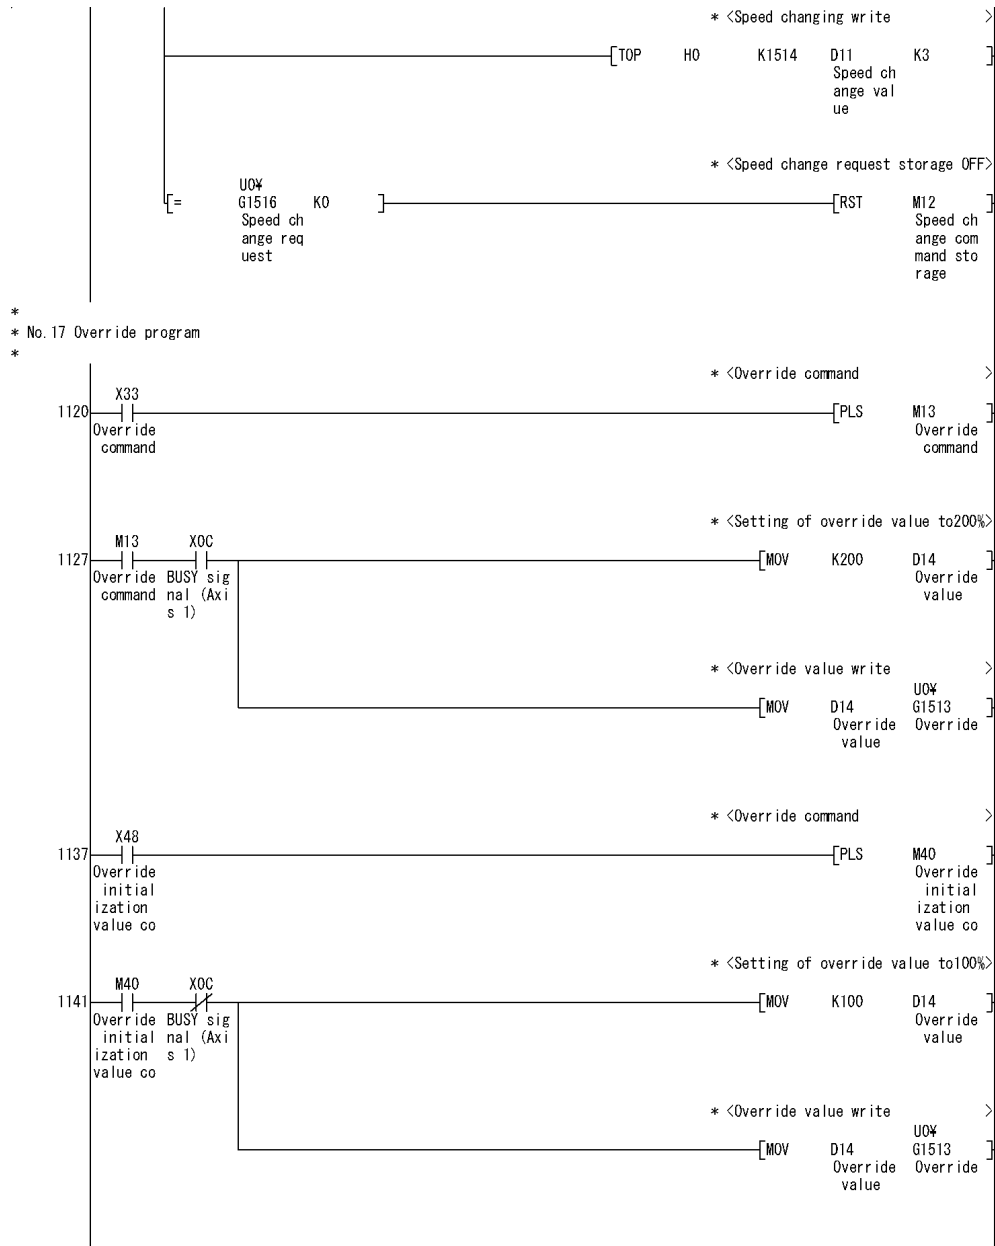 * <Speed changing write >
[TOP H0 K1514 D11 K3 ]
Speed ch
ange val
ue
* <Speed change request storage OFF>
U0¥
[= G1516 K0 ] [RST M12 ]
Speed ch
ange req
uest
Speed ch
ange com
mand sto
rage
*
* No.17 Override program
*
* <Override command >
X33
1120 [PLS M13 ]
Override
command
Override
command
* <Setting of override value to200%>
M13 X0C
1127 [MOV K200 D14 ]
Override
command
BUSY sig
nal (Axi
s 1)
Override
value
* <Override value write >
U0¥
[MOV D14 G1513 ]
Override
value
Override
* <Override command >
X48
1137 [PLS M40 ]
Override
initial
ization
value co
Override
initial
ization
value co
* <Setting of override value to100%>
M40 X0C
1141 [MOV K100 D14 ]
Override
initial
ization
value co
BUSY sig
nal (Axi
s 1)
Override
value
* <Override value write >
U0¥
[MOV D14 G1513 ]
Override
value
Override